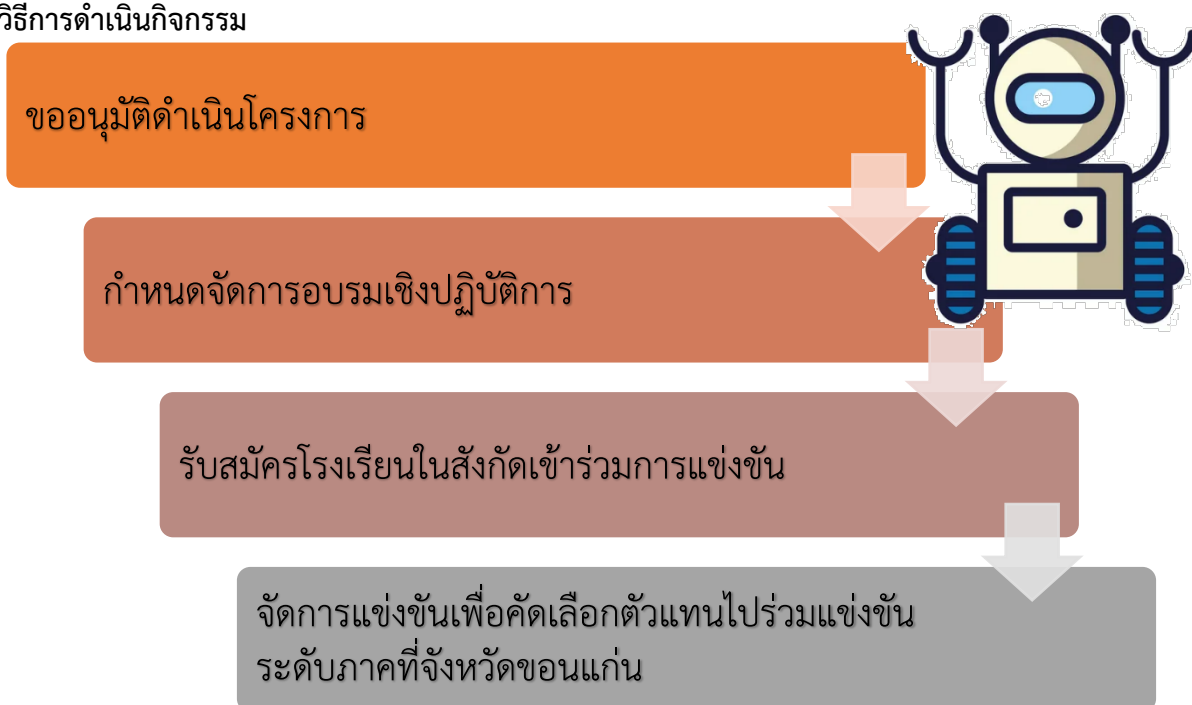 วิธีการดำเนินกิจกรรม
ขออนุมัติดำเนินโครงการ
กำหนดจัดการอบรมเชิงปฏิบัติการ
รับสมัครโรงเรียนในสังกัดเข้าร่วมการแข่งขัน
จัดการแข่งขันเพื่อคัดเลือกตัวแทนไปร่วมแข่งขัน
ระดับภาคที่จังหวัดขอนแก่น